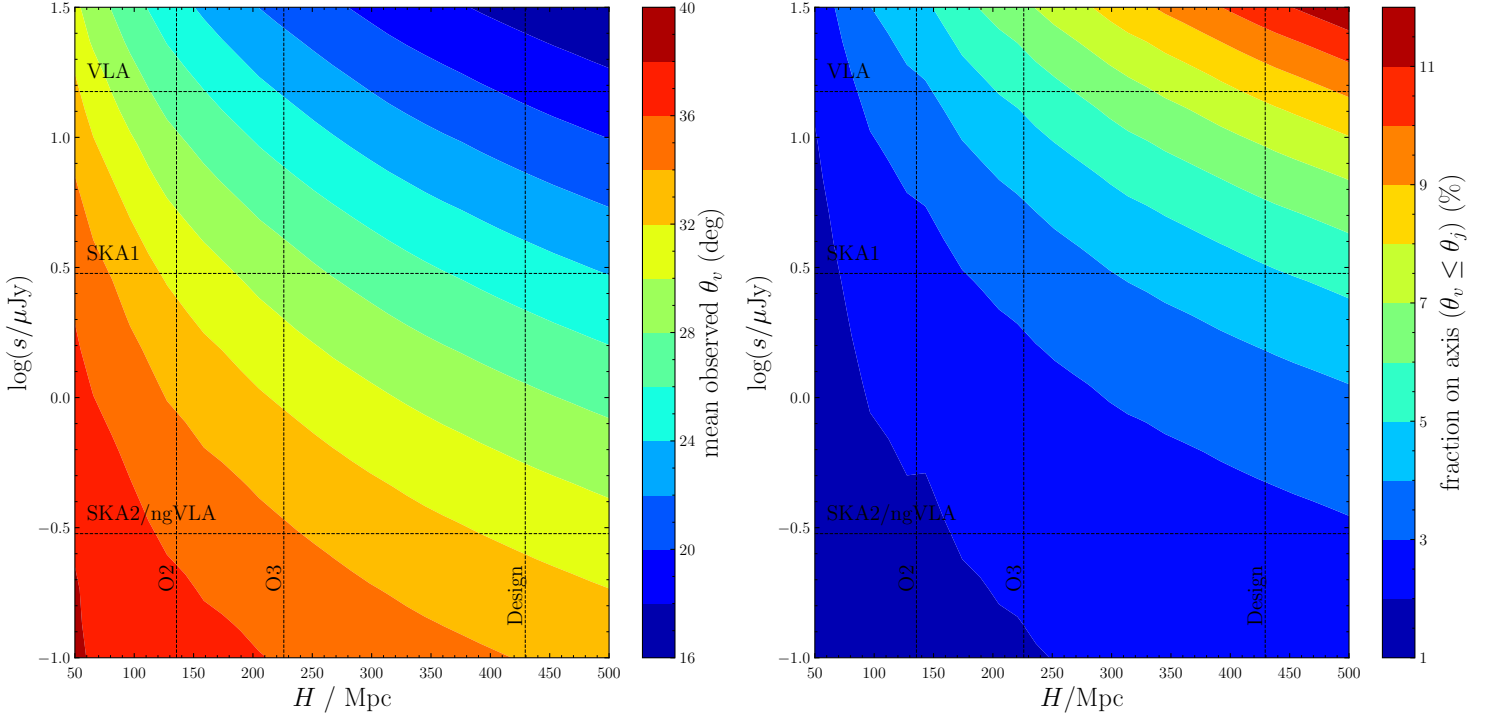 1.5
1.0
0.5
0.0
−0.5
−1.0
log(s/μJy)
VLA
SKA1
SKA2/ngVLA
O2
O3
Design
50 100 150 200 250 300 350 400 450 500
H / Mpc
40
36
32
28
24
20
16
mean observed θv (deg)
1.5
1.0
0.5
0.0
−0.5
−1.0
log(s/μJy)
VLA
SKA1
SKA2/ngVLA
O2
O3
Design
50 100 150 200 250 300 350 400 450 500
H/Mpc
11
9
7
5
3
1
fraction on axis (θv ≤ θj) (%)